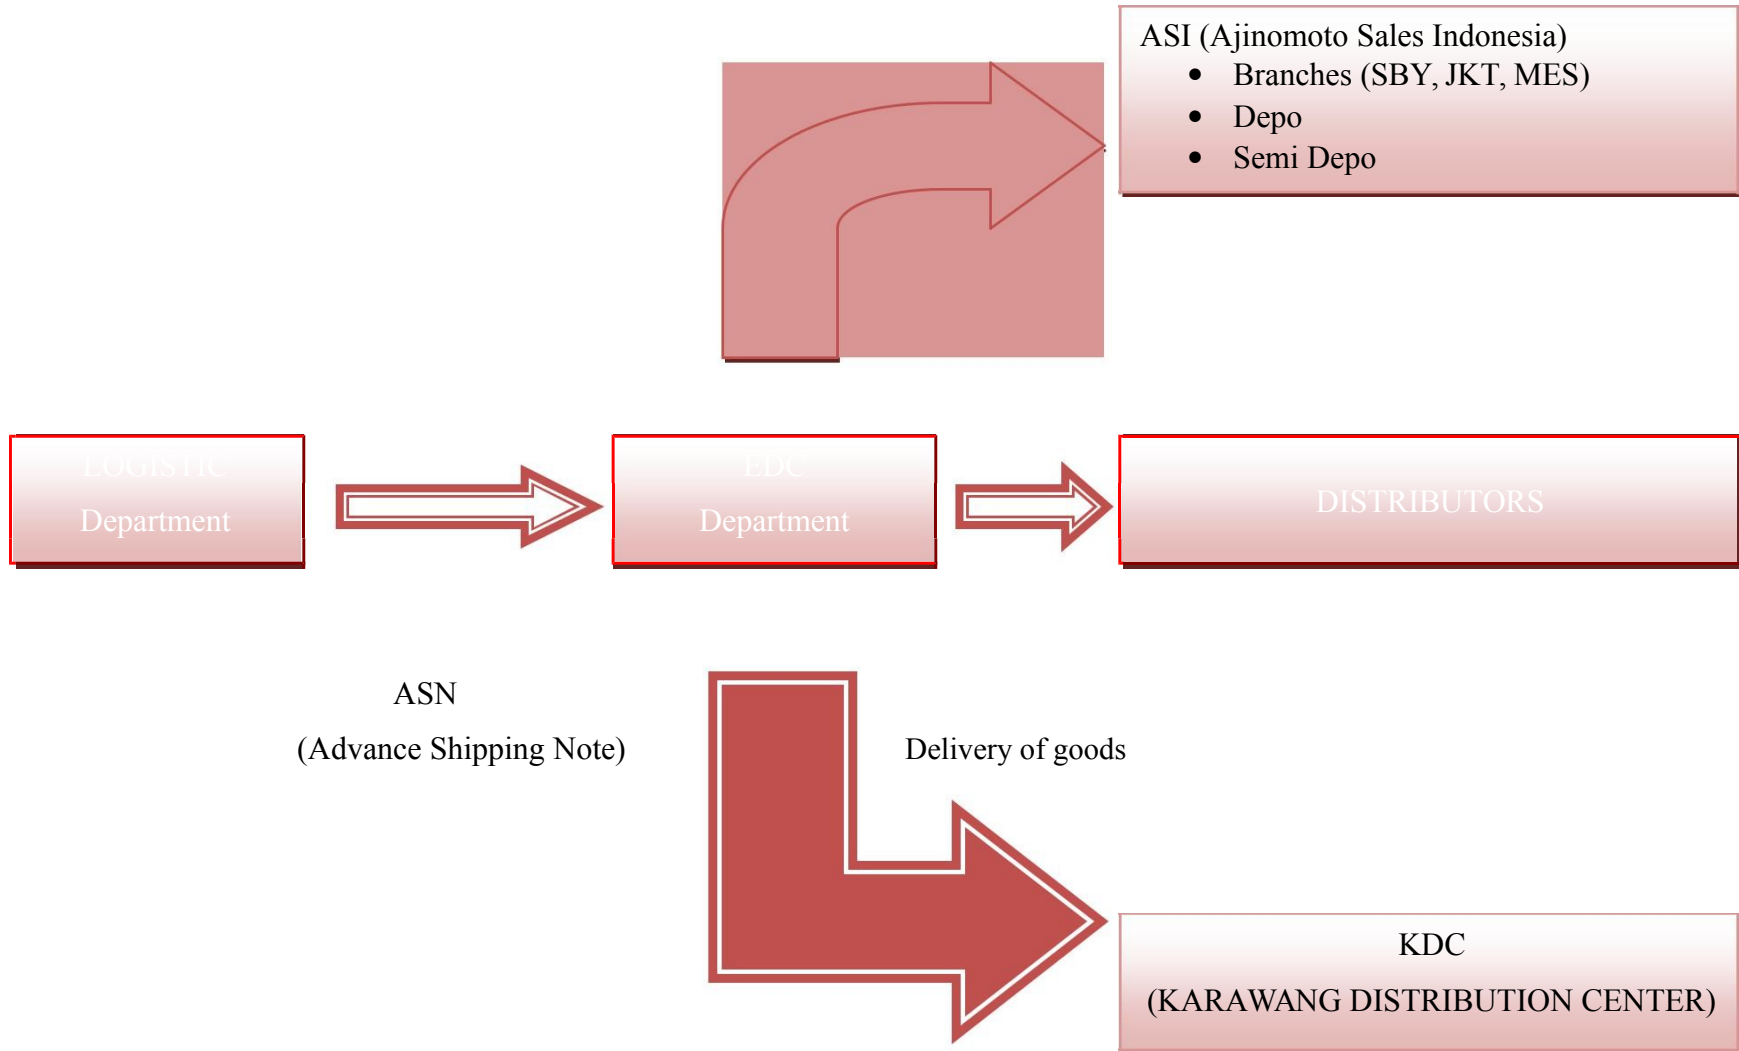 ASI (Ajinomoto Sales Indonesia)
• Branches (SBY, JKT, MES)
• Depo
• Semi Depo
LOGISTIC
Department
EDC
Department
DISTRIBUTORS
ASN
(Advance Shipping Note)
Delivery of goods
KDC
(KARAWANG DISTRIBUTION CENTER)